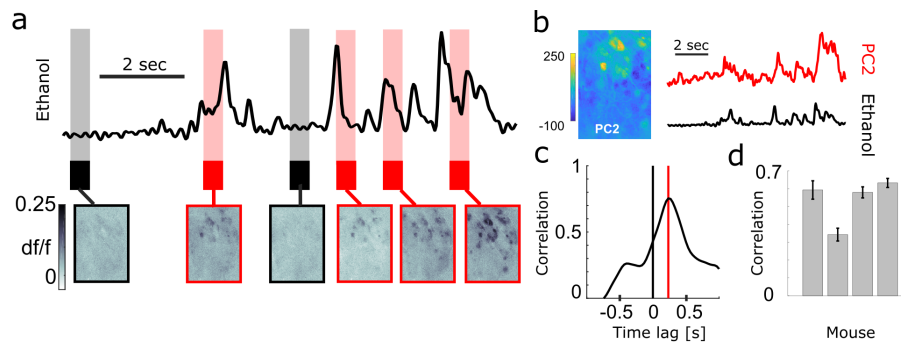 a
Ethanol
2 sec
0.25
df/f
0
b
250
-100
PC2
2 sec
PC2
Ethanol
c
Correlation
1
0.5
0
-0.5
0
0.5
Time lag [s]
d
Correlation
0.7
0
Mouse